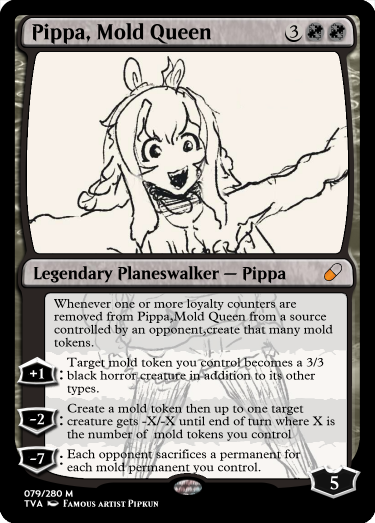 Pippa, Mold Queen 3
Legendary Planeswalker — Pippa
Whenever one or more loyalty counters are
removed from Pippa,Mold Queen from a source
controlled by an opponent,create that many mold
tokens.
+1: Target mold token you control becomes a 3/3
black horror creature in addition to its other
types.
-2: Create a mold token then up to one target
creature gets -X/-X until end of turn where X is
the number of mold tokens you control
-7: Each opponent sacrifices a permanent for
each mold permanent you control.
5
079/280 M
TVA Famous artist Pipkun